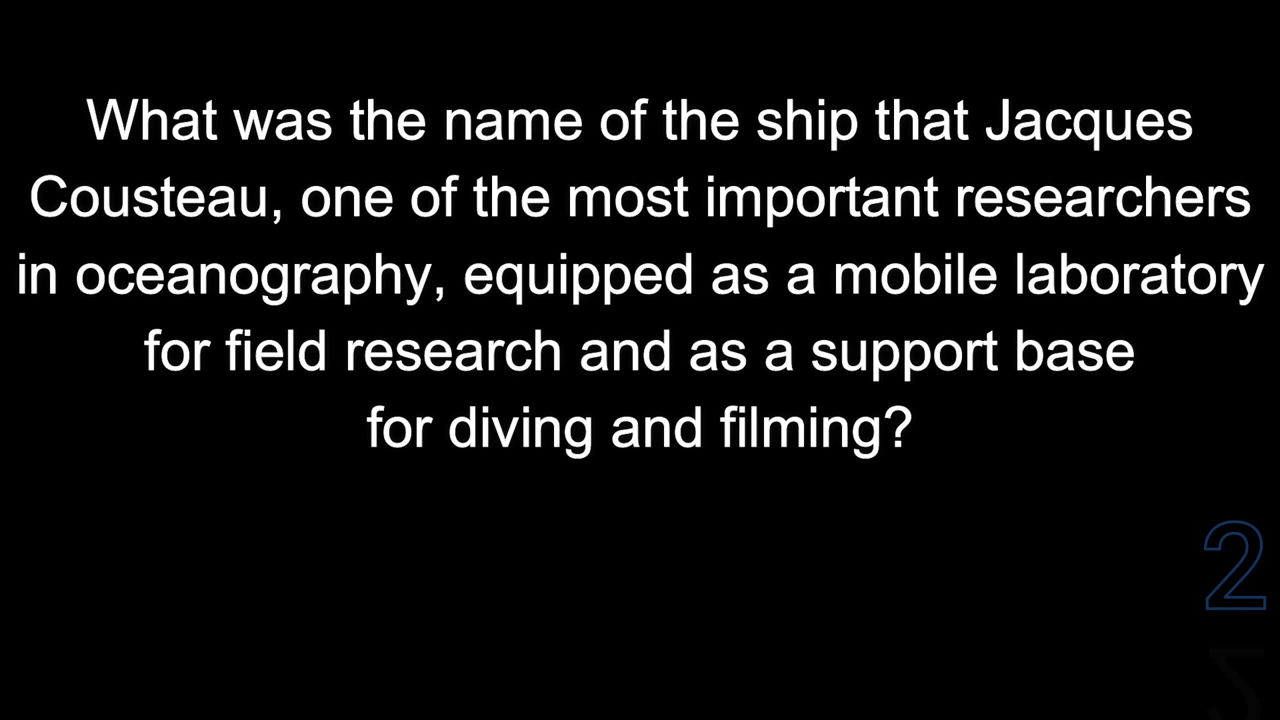 What was the name of the ship that Jacques
Cousteau, one of the most important researchers
in oceanography, equipped as a mobile laboratory
for field research and as a support base
for diving and filming?
2